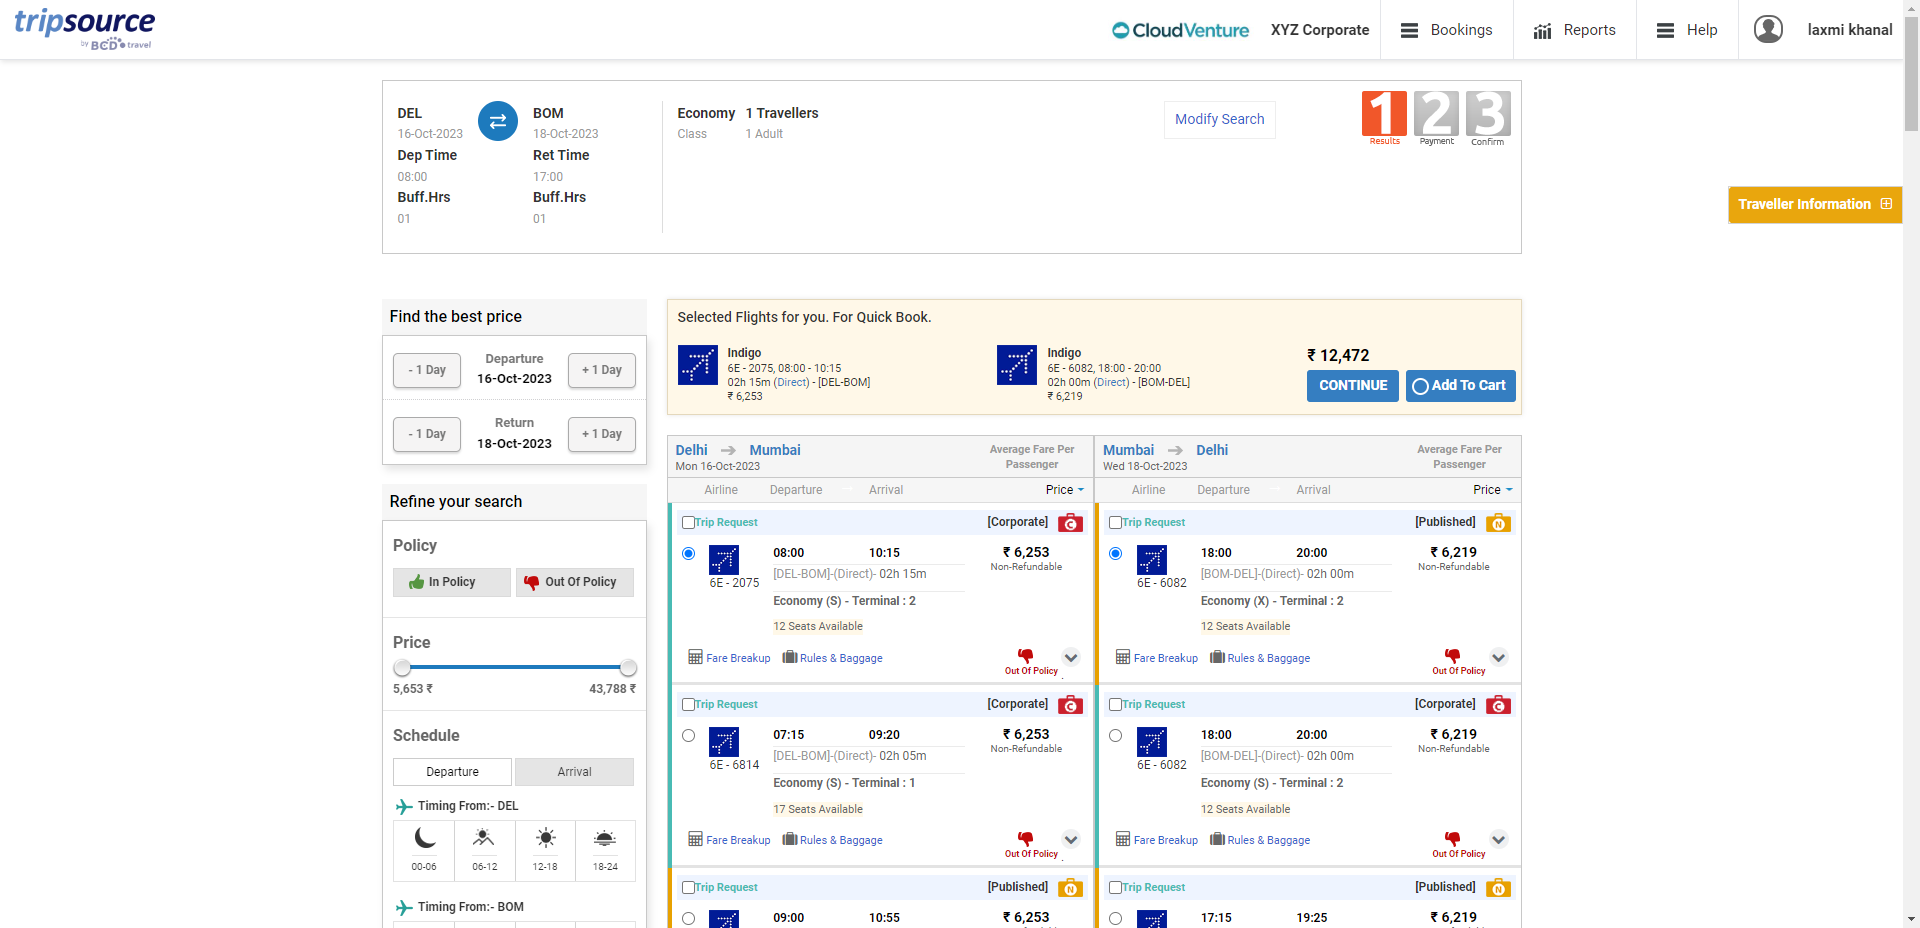 tripsource
by BCD travel
CloudVenture
XYZ Corporate
Bookings
Reports
Help
laxmi khanal
DEL
16-Oct-2023
Dep Time
08:00
Buff.Hrs
01
BOM
18-Oct-2023
Ret Time
17:00
Buff.Hrs
01
Economy
Class
1 Travellers
1 Adult
Modify Search
1
Results
2
Payment
3
Confirm
Traveller Information
Find the best price
- 1 Day
Departure
16-Oct-2023
+ 1 Day
- 1 Day
Return
18-Oct-2023
+ 1 Day
Refine your search
Policy
In Policy
Out Of Policy
Price
5,653 ₹
43,788 ₹
Schedule
Departure
Arrival
Timing From:- DEL
00-06
06-12
12-18
18-24
Timing From:- BOM
Selected Flights for you. For Quick Book.
Indigo
6E - 2075, 08:00 - 10:15
02h 15m (Direct) - [DEL-BOM]
₹ 6,253
Indigo
6E - 6082, 18:00 - 20:00
02h 00m (Direct) - [BOM-DEL]
₹ 6,219
₹ 12,472
CONTINUE
Add To Cart
Delhi
Mumbai
Mon 16-Oct-2023
Average Fare Per
Passenger
Airline
Departure
Arrival
Price
Trip Request
[Corporate]
C
08:00
10:15
₹ 6,253
Non-Refundable
6E - 2075
[DEL-BOM]-(Direct)- 02h 15m
Economy (S) - Terminal : 2
12 Seats Available
Fare Breakup
Rules & Baggage
Out Of Policy
Trip Request
[Corporate]
C
07:15
09:20
₹ 6,253
Non-Refundable
6E - 6814
[DEL-BOM]-(Direct)- 02h 05m
Economy (S) - Terminal : 1
17 Seats Available
Fare Breakup
Rules & Baggage
Out Of Policy
Trip Request
[Published]
N
09:00
10:55
₹ 6,253
Mumbai
Delhi
Wed 18-Oct-2023
Average Fare Per
Passenger
Airline
Departure
Arrival
Price
Trip Request
[Published]
N
18:00
20:00
₹ 6,219
Non-Refundable
6E - 6082
[BOM-DEL]-(Direct)- 02h 00m
Economy (X) - Terminal : 2
12 Seats Available
Fare Breakup
Rules & Baggage
Out Of Policy
Trip Request
[Corporate]
C
18:00
20:00
₹ 6,219
Non-Refundable
6E - 6082
[BOM-DEL]-(Direct)- 02h 00m
Economy (S) - Terminal : 2
12 Seats Available
Fare Breakup
Rules & Baggage
Out Of Policy
Trip Request
[Published]
N
17:15
19:25
₹ 6,219